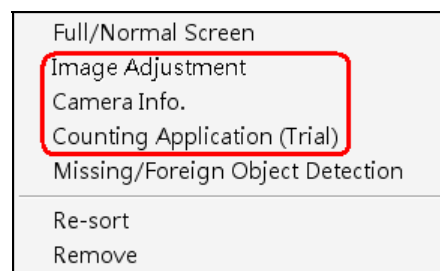 Full/Normal Screen
Image Adjustment
Camera Info.
Counting Application (Trial)
Missing/Foreign Object Detection
Re-sort
Remove